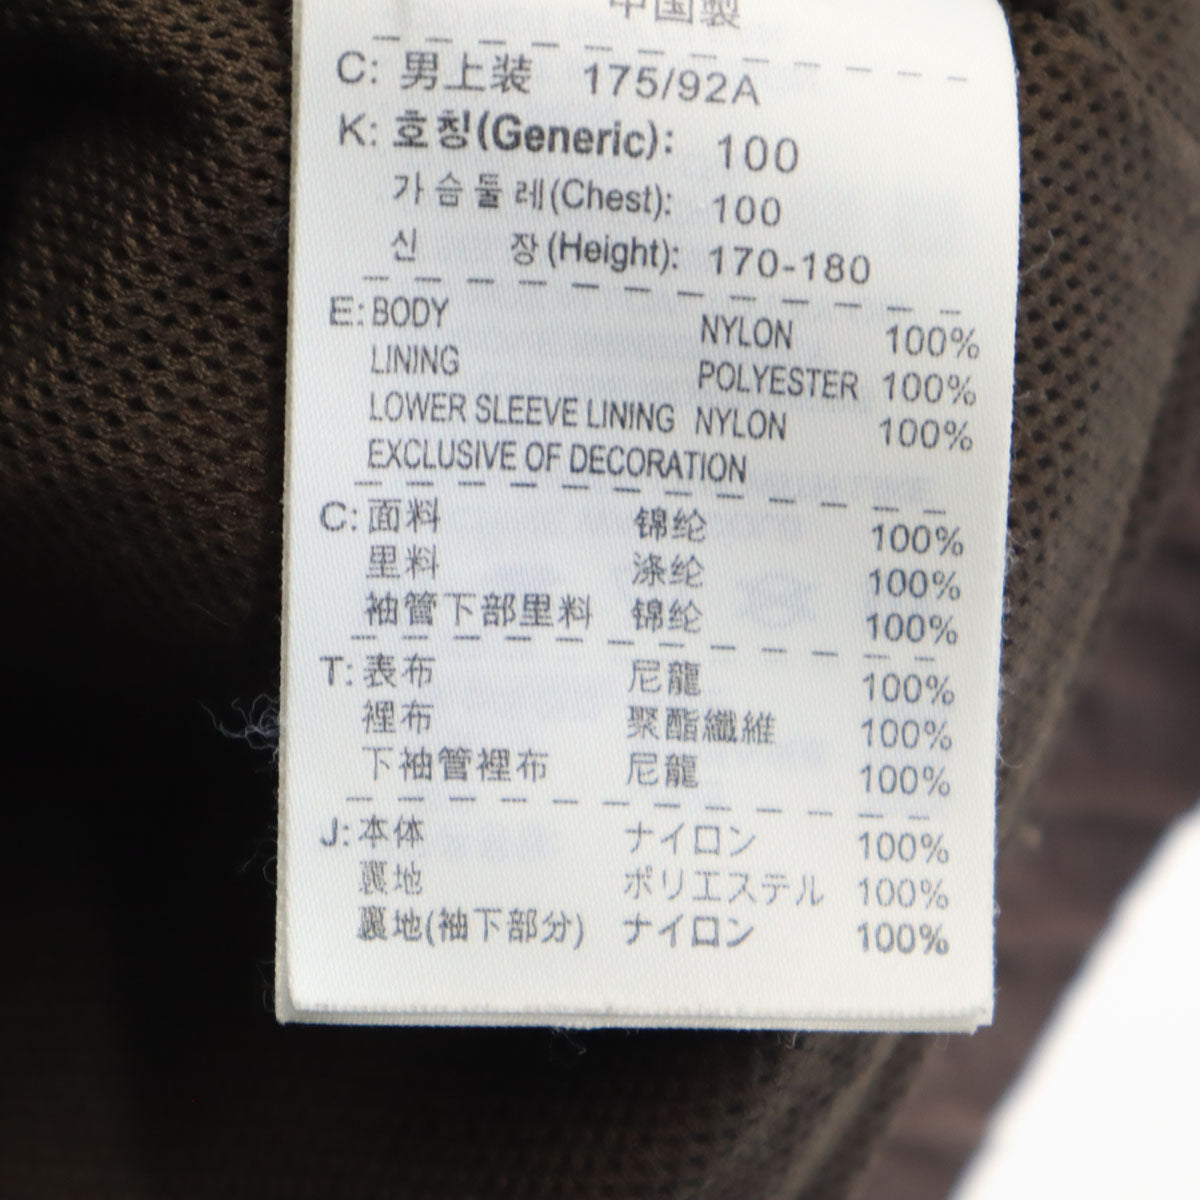 中国製
C: 男上装 175/92A
K: 호칭(Generic): 100
가슴둘레(Chest): 100
신 장(Height): 170-180
E: BODY NYLON 100%
LINING POLYESTER 100%
LOWER SLEEVE LINING NYLON 100%
EXCLUSIVE OF DECORATION
C: 面料 锦纶 100%
里料 涤纶 100%
袖管下部里料 锦纶 100%
T: 表布 尼龍 100%
裡布 聚酯纖維 100%
下袖管裡布 尼龍 100%
J: 本体 ナイロン 100%
裏地 ポリエステル 100%
裏地(袖下部分) ナイロン 100%